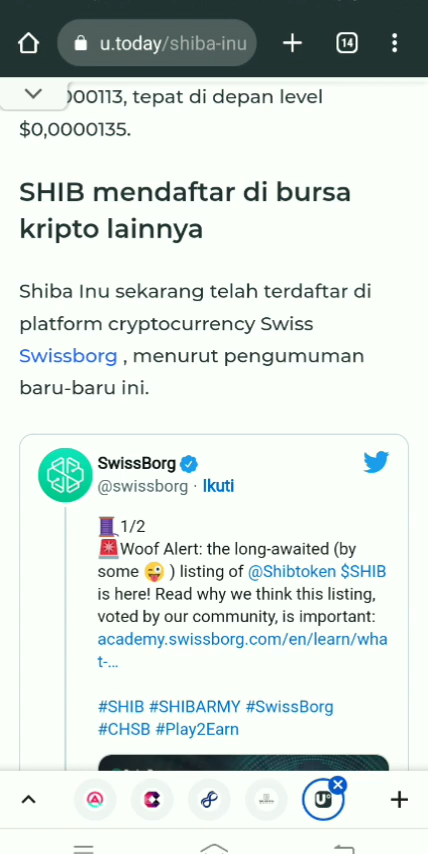 u.today/shiba-inu
14
000113, tepat di depan level
$0,0000135.
SHIB mendaftar di bursa
kripto lainnya
Shiba Inu sekarang telah terdaftar di
platform cryptocurrency Swiss
Swissborg , menurut pengumuman
baru-baru ini.
SwissBorg
@swissborg · Ikuti
🧵1/2
🚨Woof Alert: the long-awaited (by
some 😜 ) listing of @Shibtoken $SHIB
is here! Read why we think this listing,
voted by our community, is important:
academy.swissborg.com/en/learn/wha
t-...
#SHIB #SHIBARMY #SwissBorg
#CHSB #Play2Earn